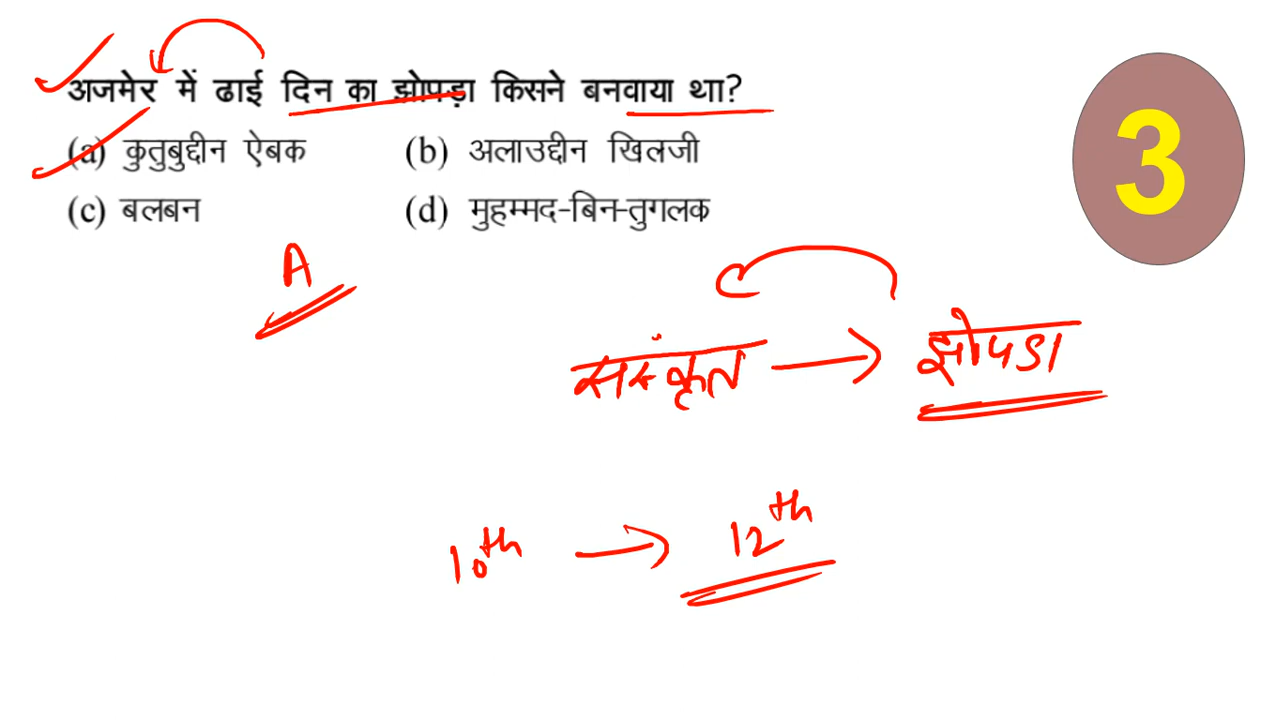 अजमेर में ढाई दिन का झोपड़ा किसने बनवाया था?
(a) कुतुबुद्दीन ऐबक (b) अलाउद्दीन खिलजी
(c) बलबन (d) मुहम्मद-बिन-तुगलक
3
A
संस्कृत → झोपडा
10th → 12th